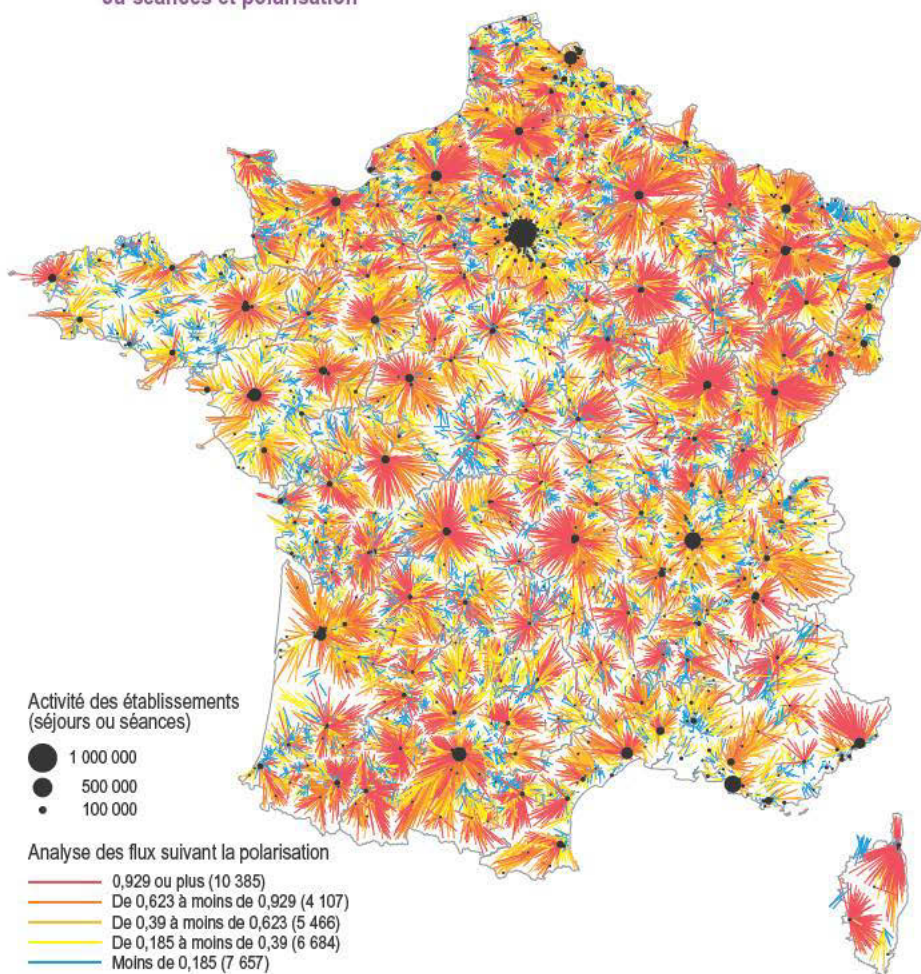 ou séances et polarisation
Activité des établissements
(séjours ou séances)
1 000 000
500 000
100 000
Analyse des flux suivant la polarisation
0,929 ou plus (10 385)
De 0,623 à moins de 0,929 (4 107)
De 0,39 à moins de 0,623 (5 466)
De 0,185 à moins de 0,39 (6 684)
Moins de 0,185 (7 657)